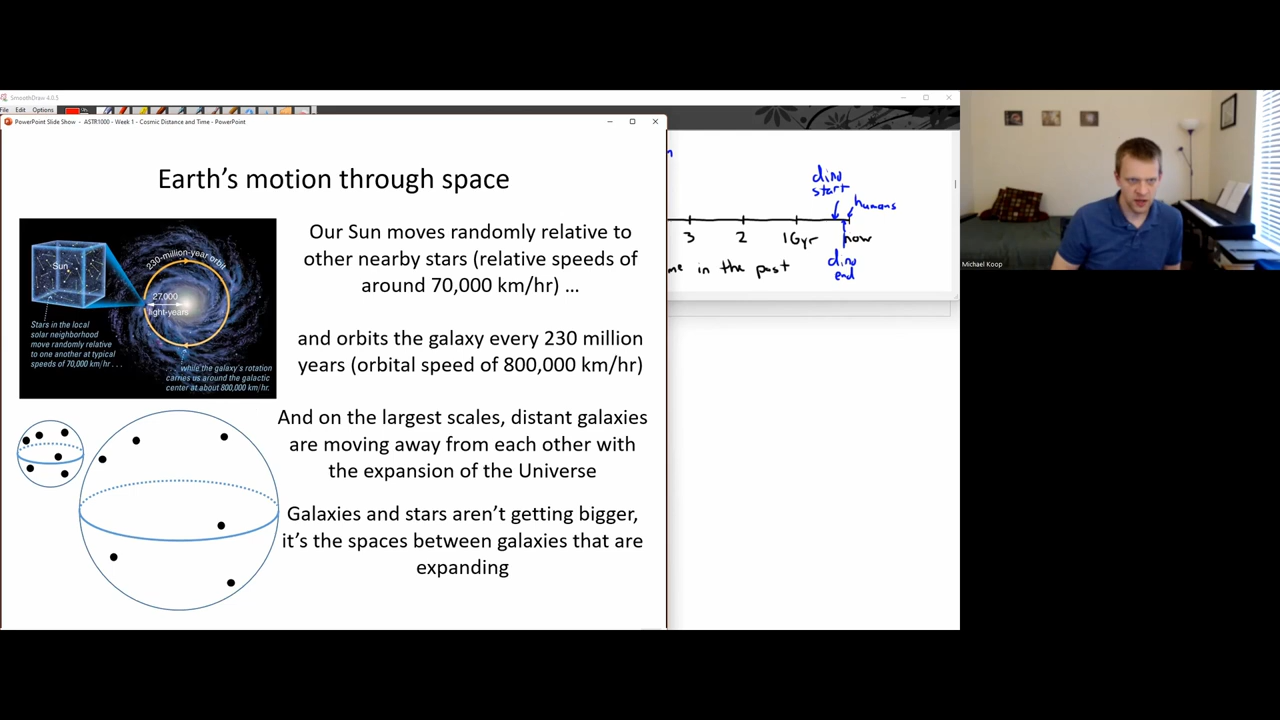 SmoothDraw 4.0.5
File Edit Options
PowerPoint Slide Show - ASTR1000 - Week 1 - Cosmic Distance and Time - PowerPoint
Earth's motion through space
Sun
230-million-year orbit
27,000
light-years
Stars in the local
solar neighborhood
move randomly relative
to one another at typical
speeds of 70,000 km/hr . . .
while the galaxy's rotation
carries us around the galactic
center at about 800,000 km/hr.
Our Sun moves randomly relative to
other nearby stars (relative speeds of
around 70,000 km/hr) …
and orbits the galaxy every 230 million
years (orbital speed of 800,000 km/hr)
And on the largest scales, distant galaxies
are moving away from each other with
the expansion of the Universe
Galaxies and stars aren't getting bigger,
it's the spaces between galaxies that are
expanding
dino
start
humans
3 2 1 Gyr now
in the past
dino
end
Michael Koop